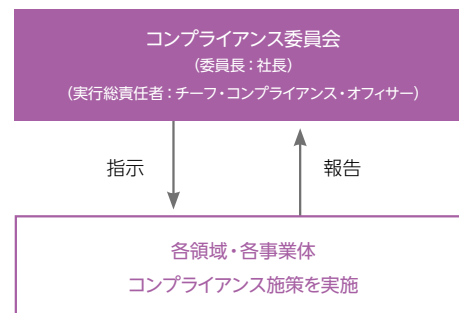 コンプライアンス委員会
（委員長：社長）
（実行総責任者：チーフ・コンプライアンス・オフィサー）
指示
報告
各領域・各事業体
コンプライアンス施策を実施